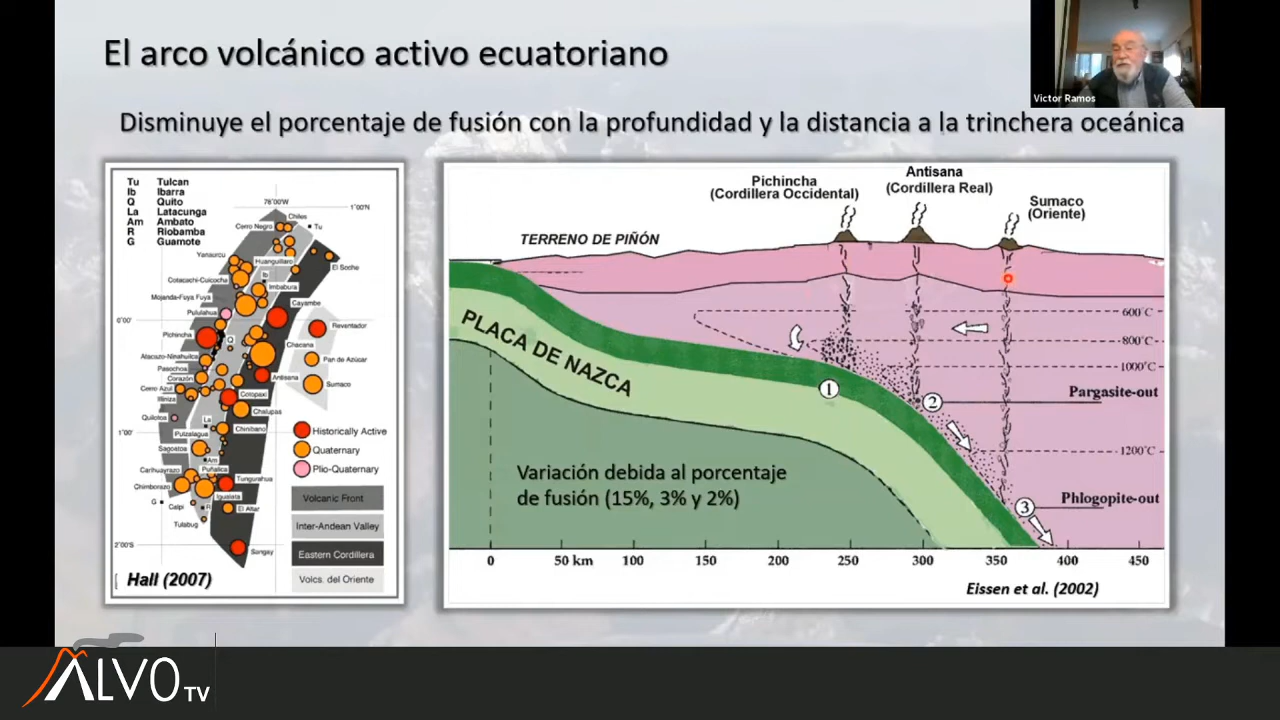 El arco volcánico activo ecuatoriano
Victor Ramos
Disminuye el porcentaje de fusión con la profundidad y la distancia a la trinchera oceánica
Tu Tulcan
Ib Ibarra
Q Quito
La Latacunga
Am Ambato
R Riobamba
G Guamote
78°00'W
1°00'N
Chiles
Cerro Negro
Tu
Yanaurcu
Huanguillaro
El Soche
Cotacachi-Cuicocha
Ib
Imbabura
Mojanda-Fuya Fuya
Cayambe
Pululahua
0°00'
Reventador
Pichincha
Q
Chacana
Atacazo-Ninahuilca
Pan de Azúcar
Pasochoa
Corazón
Antisana
Sumaco
Cerro Azul
Illiniza
Cotopaxi
Chalupas
Quilotoa
La
1°00'
Putzalagua
Chinibano
Sagoatoa
Am
Carihuayrazo
Puñalica
Tungurahua
Chimborazo
Igualata
G
Calpi
R
El Altar
Tulabug
2°00'S
Sangay
Historically Active
Quaternary
Plio-Quaternary
Volcanic Front
Inter-Andean Valley
Eastern Cordillera
Volcs. del Oriente
Hall (2007)
Pichincha
(Cordillera Occidental)
Antisana
(Cordillera Real)
Sumaco
(Oriente)
TERRENO DE PIÑÓN
PLACA DE NAZCA
600°C
800°C
1000°C
Pargasite-out
1200°C
Phlogopite-out
1
2
3
Variación debida al porcentaje
de fusión (15%, 3% y 2%)
0 50 km 100 150 200 250 300 350 400 450
Eissen et al. (2002)
ALVO TV